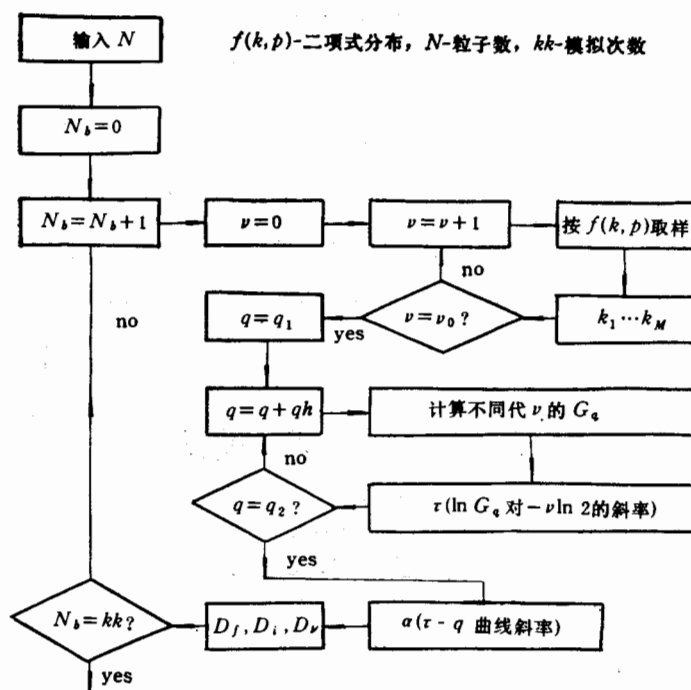 输入 N
f(k,p)-二项式分布，N-粒子数，kk-模拟次数
N_b=0
N_b=N_b+1
ν=0
ν=ν+1
按 f(k,p)取样
no
no
q=q_1
yes
ν=ν_0?
k_1…k_M
q=q+qh
计算不同代 ν 的 G_q
no
q=q_2?
τ(ln G_q 对-νln 2的斜率)
yes
N_b=kk?
D_f,D_i,D_ν
α(τ-q 曲线斜率)
yes